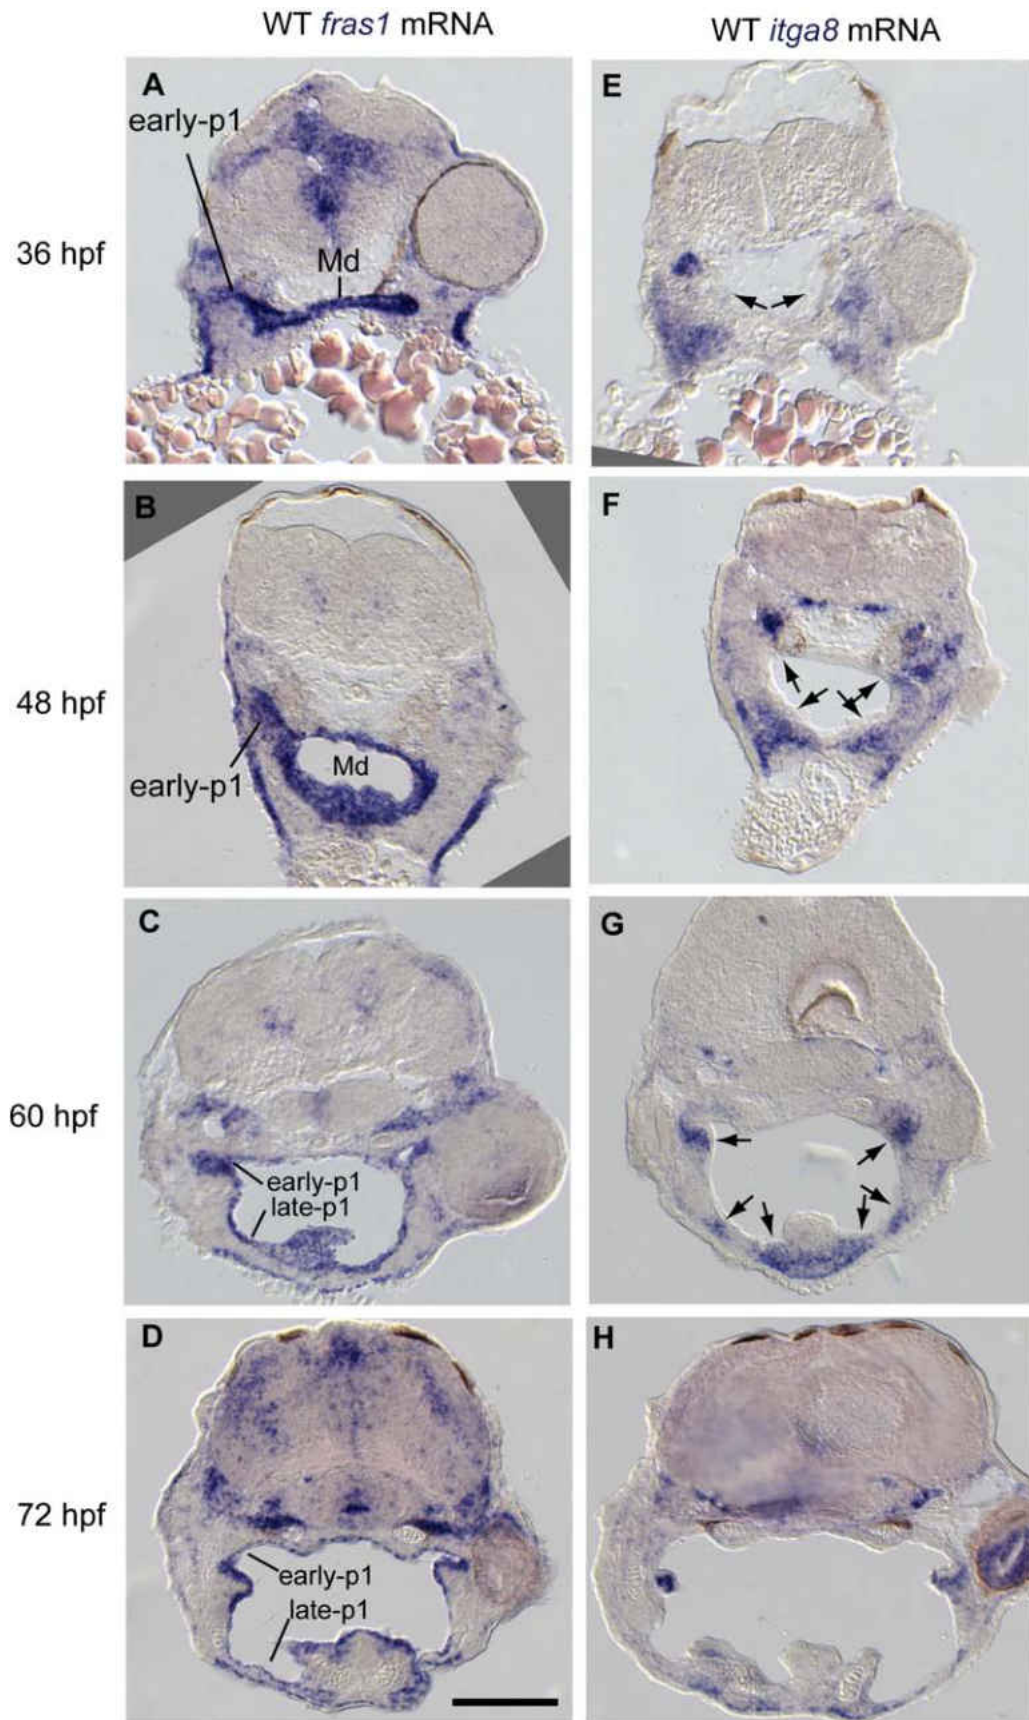 WT fras1 mRNA
WT itga8 mRNA
A
early-p1
Md
E
36 hpf
B
Md
early-p1
F
48 hpf
C
early-p1
late-p1
G
60 hpf
D
early-p1
late-p1
H
72 hpf